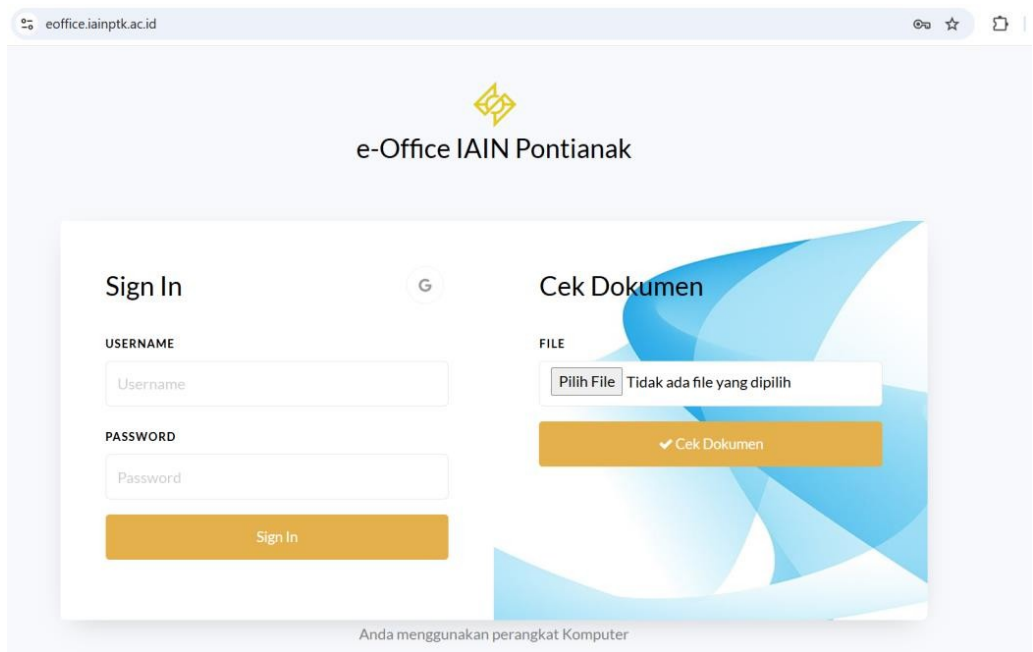 eoffice.iainptk.ac.id
e-Office IAIN Pontianak
Sign In
G
USERNAME
Username
PASSWORD
Password
Sign In
Cek Dokumen
FILE
Pilih File Tidak ada file yang dipilih
Cek Dokumen
Anda menggunakan perangkat Komputer